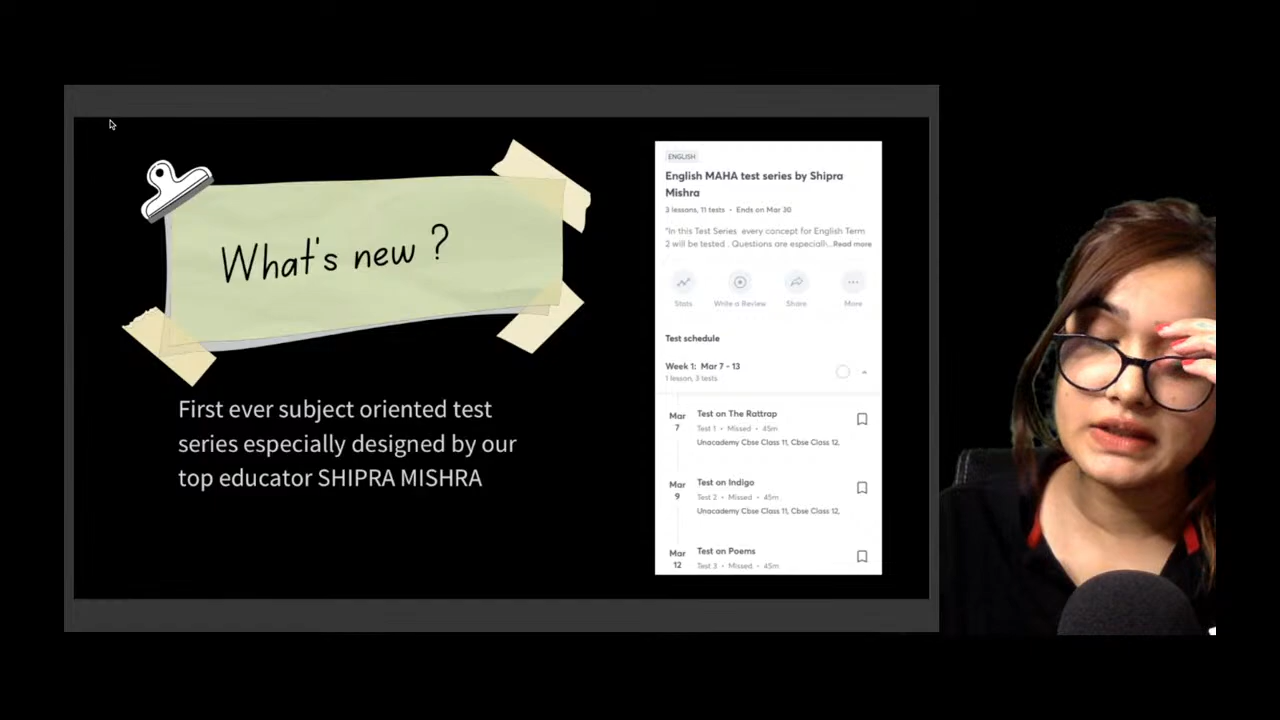 What's new ?
First ever subject oriented test
series especially designed by our
top educator SHIPRA MISHRA
ENGLISH
English MAHA test series by Shipra
Mishra
3 lessons, 11 tests • Ends on Mar 30
"In this Test Series every concept for English Term
2 will be tested . Questions are especiall...Read more
Stats
Write a Review
Share
More
Test schedule
Week 1: Mar 7 - 13
1 lesson, 3 tests
Mar
7
Test on The Rattrap
Test 1 • Missed • 45m
Unacademy Cbse Class 11, Cbse Class 12,
Mar
9
Test on Indigo
Test 2 • Missed • 45m
Unacademy Cbse Class 11, Cbse Class 12,
Mar
12
Test on Poems
Test 3 • Missed • 45m